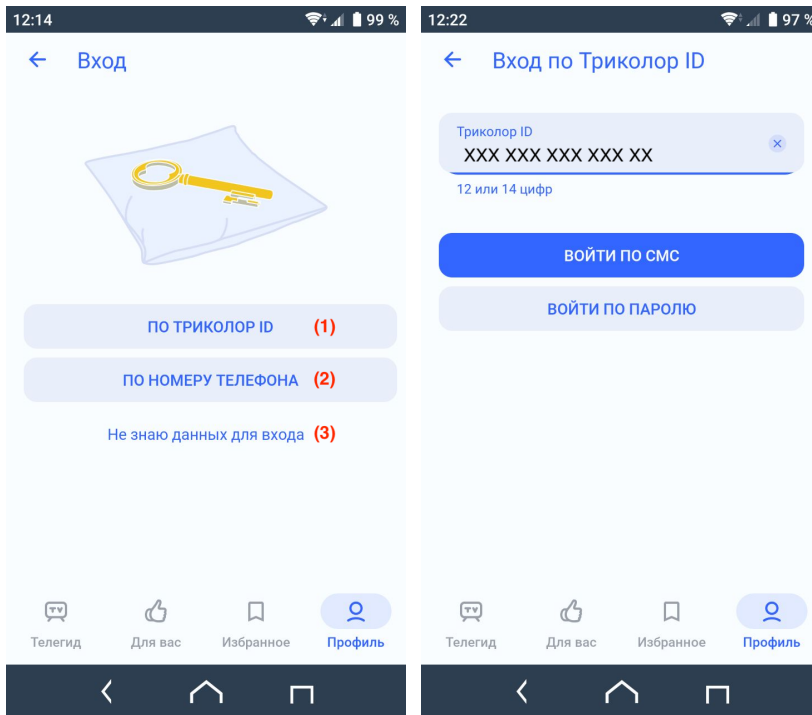 12:14 99 %
Вход
ПО ТРИКОЛОР ID (1)
ПО НОМЕРУ ТЕЛЕФОНА (2)
Не знаю данных для входа (3)
TV
Телегид Для вас Избранное Профиль
12:22 97 %
Вход по Триколор ID
Триколор ID
XXX XXX XXX XXX XX
12 или 14 цифр
ВОЙТИ ПО СМС
ВОЙТИ ПО ПАРОЛЮ
TV
Телегид Для вас Избранное Профиль